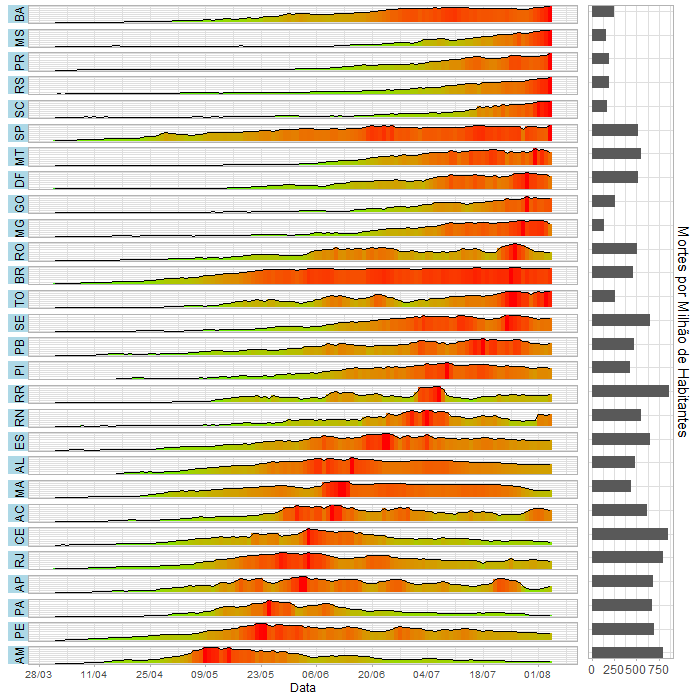 BA
MS
PR
RS
SC
SP
MT
DF
GO
MG
RO
BR
TO
SE
PB
PI
RR
RN
ES
AL
MA
AC
CE
RJ
AP
PA
PE
AM
28/03 11/04 25/04 09/05 23/05 06/06 20/06 04/07 18/07 01/08
Data
0 250 500 750
Mortes por Milhão de Habitantes